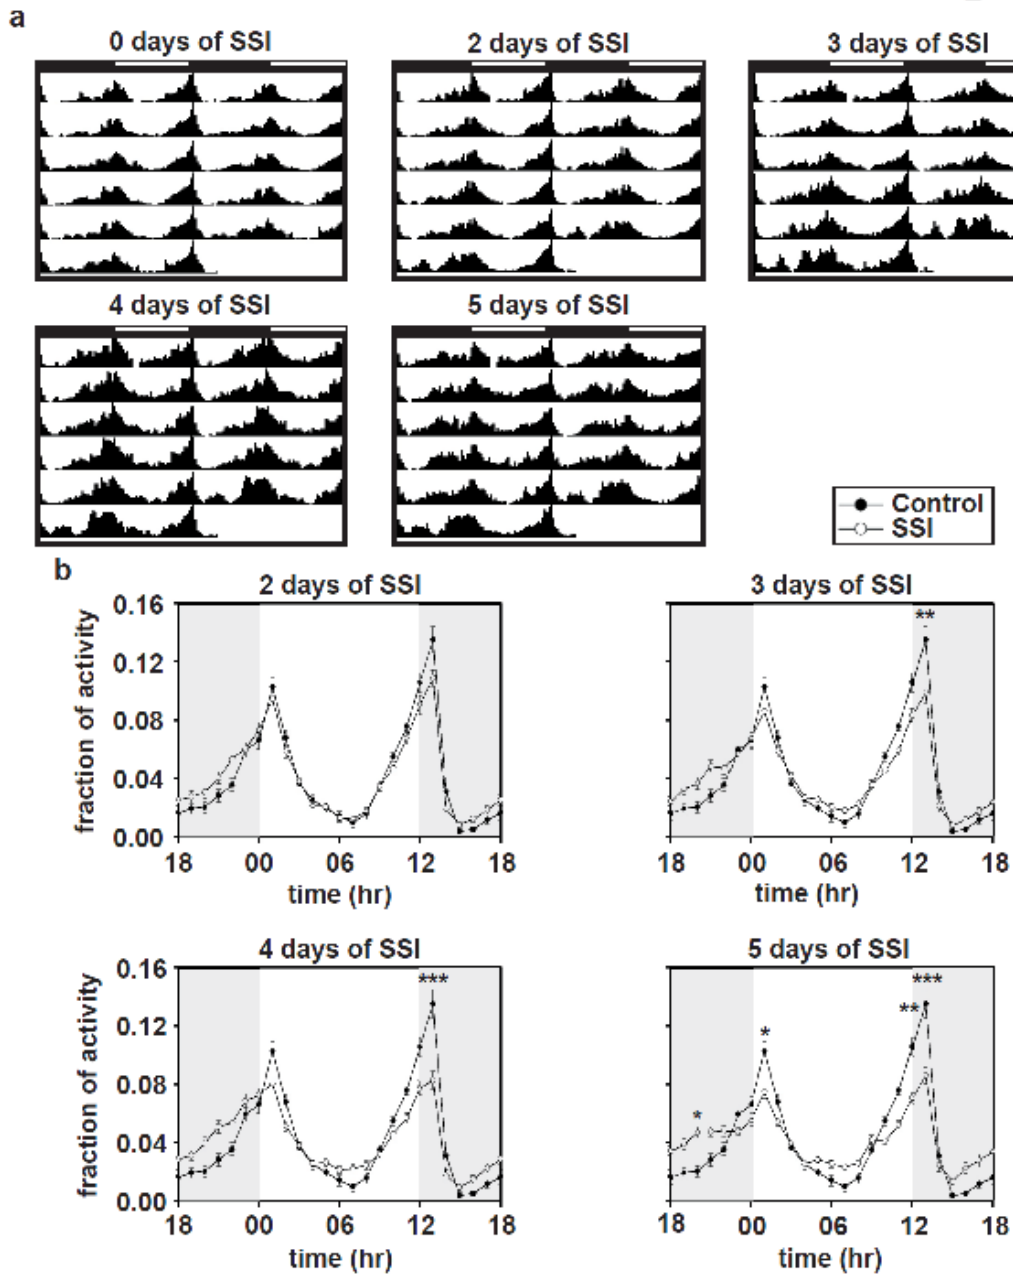 a
0 days of SSI
2 days of SSI
3 days of SSI
4 days of SSI
5 days of SSI
Control
SSI
b
2 days of SSI
3 days of SSI
fraction of activity
0.16
0.12
0.08
0.04
0.00
**
18 00 06 12 18
18 00 06 12 18
time (hr)
time (hr)
4 days of SSI
5 days of SSI
fraction of activity
0.16
0.12
0.08
0.04
0.00
***
***
**
*
*
18 00 06 12 18
18 00 06 12 18
time (hr)
time (hr)